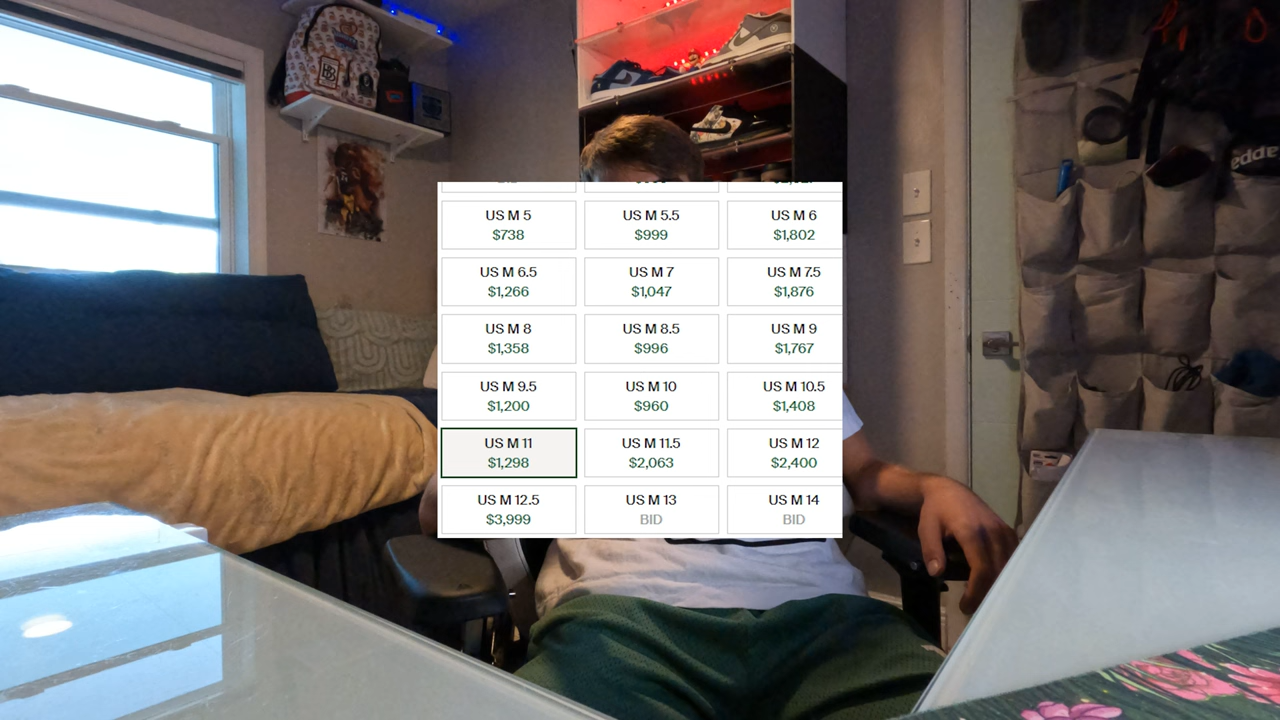 US M 5
$738
US M 5.5
$999
US M 6
$1,802
US M 6.5
$1,266
US M 7
$1,047
US M 7.5
$1,876
US M 8
$1,358
US M 8.5
$996
US M 9
$1,767
US M 9.5
$1,200
US M 10
$960
US M 10.5
$1,408
US M 11
$1,298
US M 11.5
$2,063
US M 12
$2,400
US M 12.5
$3,999
US M 13
BID
US M 14
BID